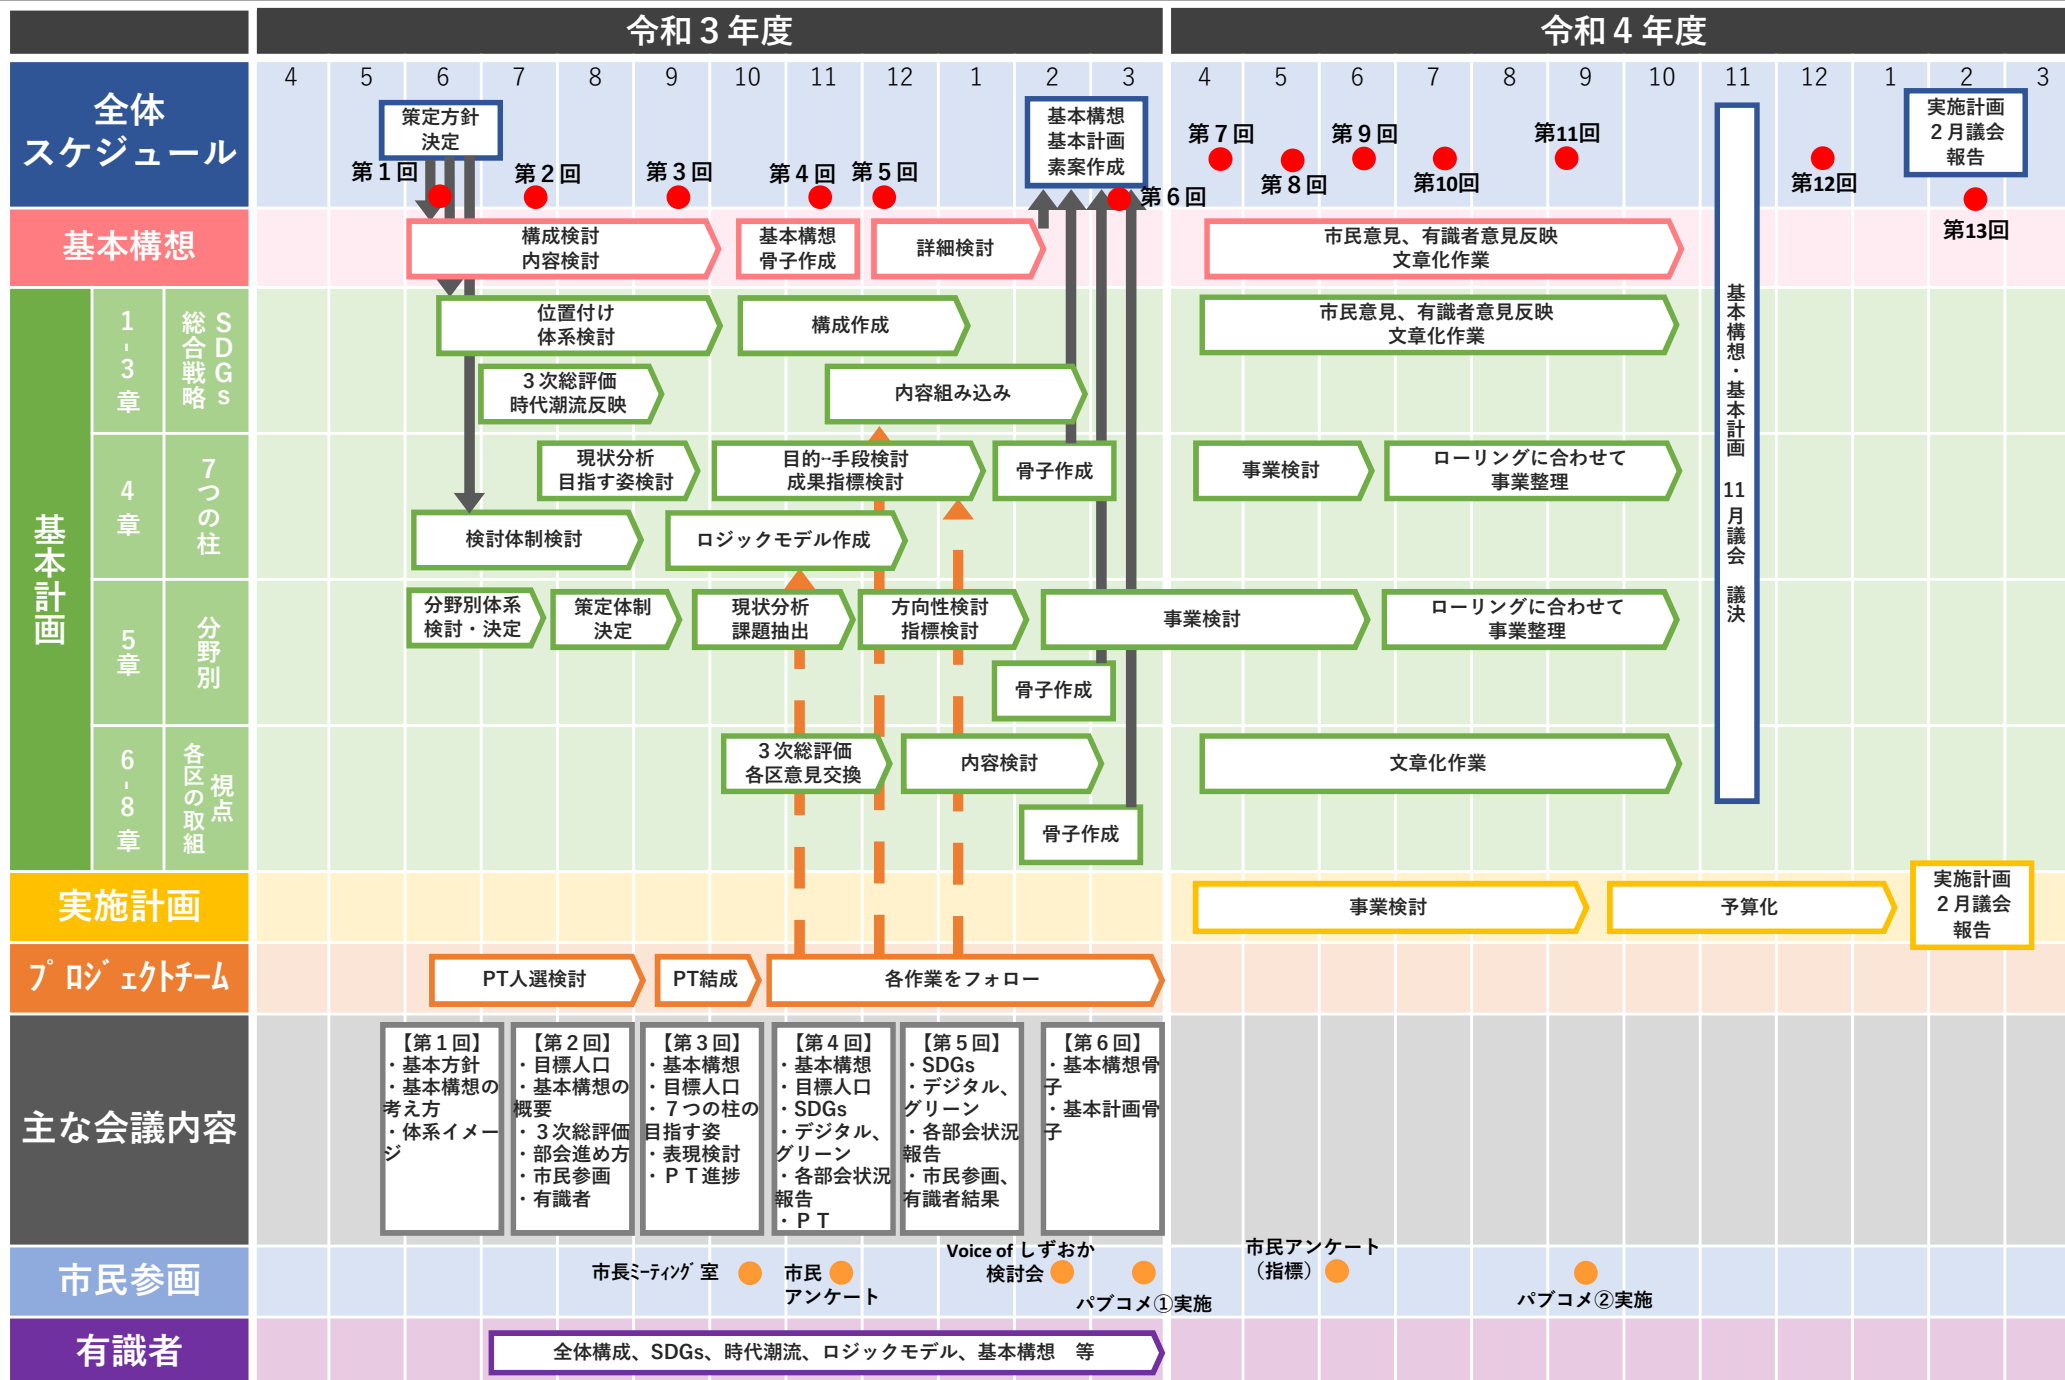 令和３年度
令和４年度
全体
スケジュール
4
5
6
7
8
9
10
11
12
1
2
3
4
5
6
7
8
9
10
11
12
1
2
3
策定方針
決定
第１回
第２回
第３回
第４回
第５回
基本構想
基本計画
素案作成
第６回
第７回
第８回
第９回
第10回
第11回
第12回
実施計画
２月議会
報告
第13回
基本構想
構成検討
内容検討
基本構想
骨子作成
詳細検討
市民意見、有識者意見反映
文章化作業
基本構想・基本計画　11月議会　議決
基本計画
1-3章
SDGs
総合戦略
位置付け
体系検討
構成作成
市民意見、有識者意見反映
文章化作業
３次総評価
時代潮流反映
内容組み込み
4章
7つの柱
現状分析
目指す姿検討
目的--手段検討
成果指標検討
骨子作成
事業検討
ローリングに合わせて
事業整理
検討体制検討
ロジックモデル作成
5章
分野別
分野別体系
検討・決定
策定体制
決定
現状分析
課題抽出
方向性検討
指標検討
事業検討
ローリングに合わせて
事業整理
骨子作成
6-8章
視点
各区の取組
３次総評価
各区意見交換
内容検討
文章化作業
骨子作成
実施計画
事業検討
予算化
実施計画
２月議会
報告
ﾌﾟﾛｼﾞｪｸﾄﾁｰﾑ
PT人選検討
PT結成
各作業をフォロー
主な会議内容
【第１回】
・基本方針
・基本構想の
考え方
・体系イメー
ジ
【第２回】
・目標人口
・基本構想の
概要
・３次総評価
・部会進め方
・市民参画
・有識者
【第３回】
・基本構想
・目標人口
・７つの柱の
目指す姿
・表現検討
・ＰＴ進捗
【第４回】
・基本構想
・目標人口
・SDGs
・デジタル、
グリーン
・各部会状況
報告
・ＰＴ
【第５回】
・SDGs
・デジタル、
グリーン
・各部会状況
報告
・市民参画、
有識者結果
【第６回】
・基本構想骨
子
・基本計画骨
子
市民参画
市長ﾐｰﾃｨﾝｸﾞ室
市民
アンケート
Voice of しずおか
検討会
パブコメ①実施
市民アンケート
（指標）
パブコメ②実施
有識者
全体構成、SDGs、時代潮流、ロジックモデル、基本構想　等